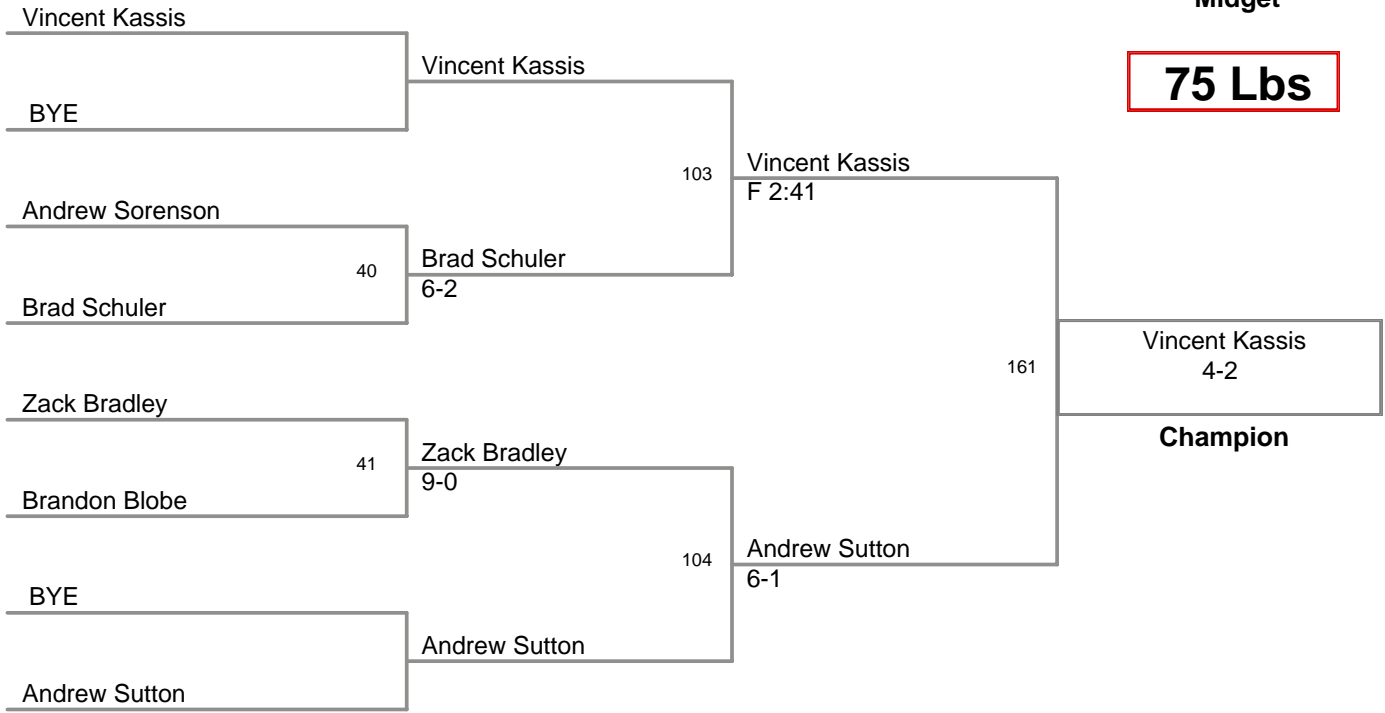 Midget
75 Lbs
Vincent Kassis
BYE
Andrew Sorenson
Brad Schuler
Zack Bradley
Brandon Blobe
BYE
Andrew Sutton
Vincent Kassis
40
Brad Schuler
6-2
41
Zack Bradley
9-0
Andrew Sutton
103
Vincent Kassis
F 2:41
104
Andrew Sutton
6-1
161
Vincent Kassis
4-2
Champion